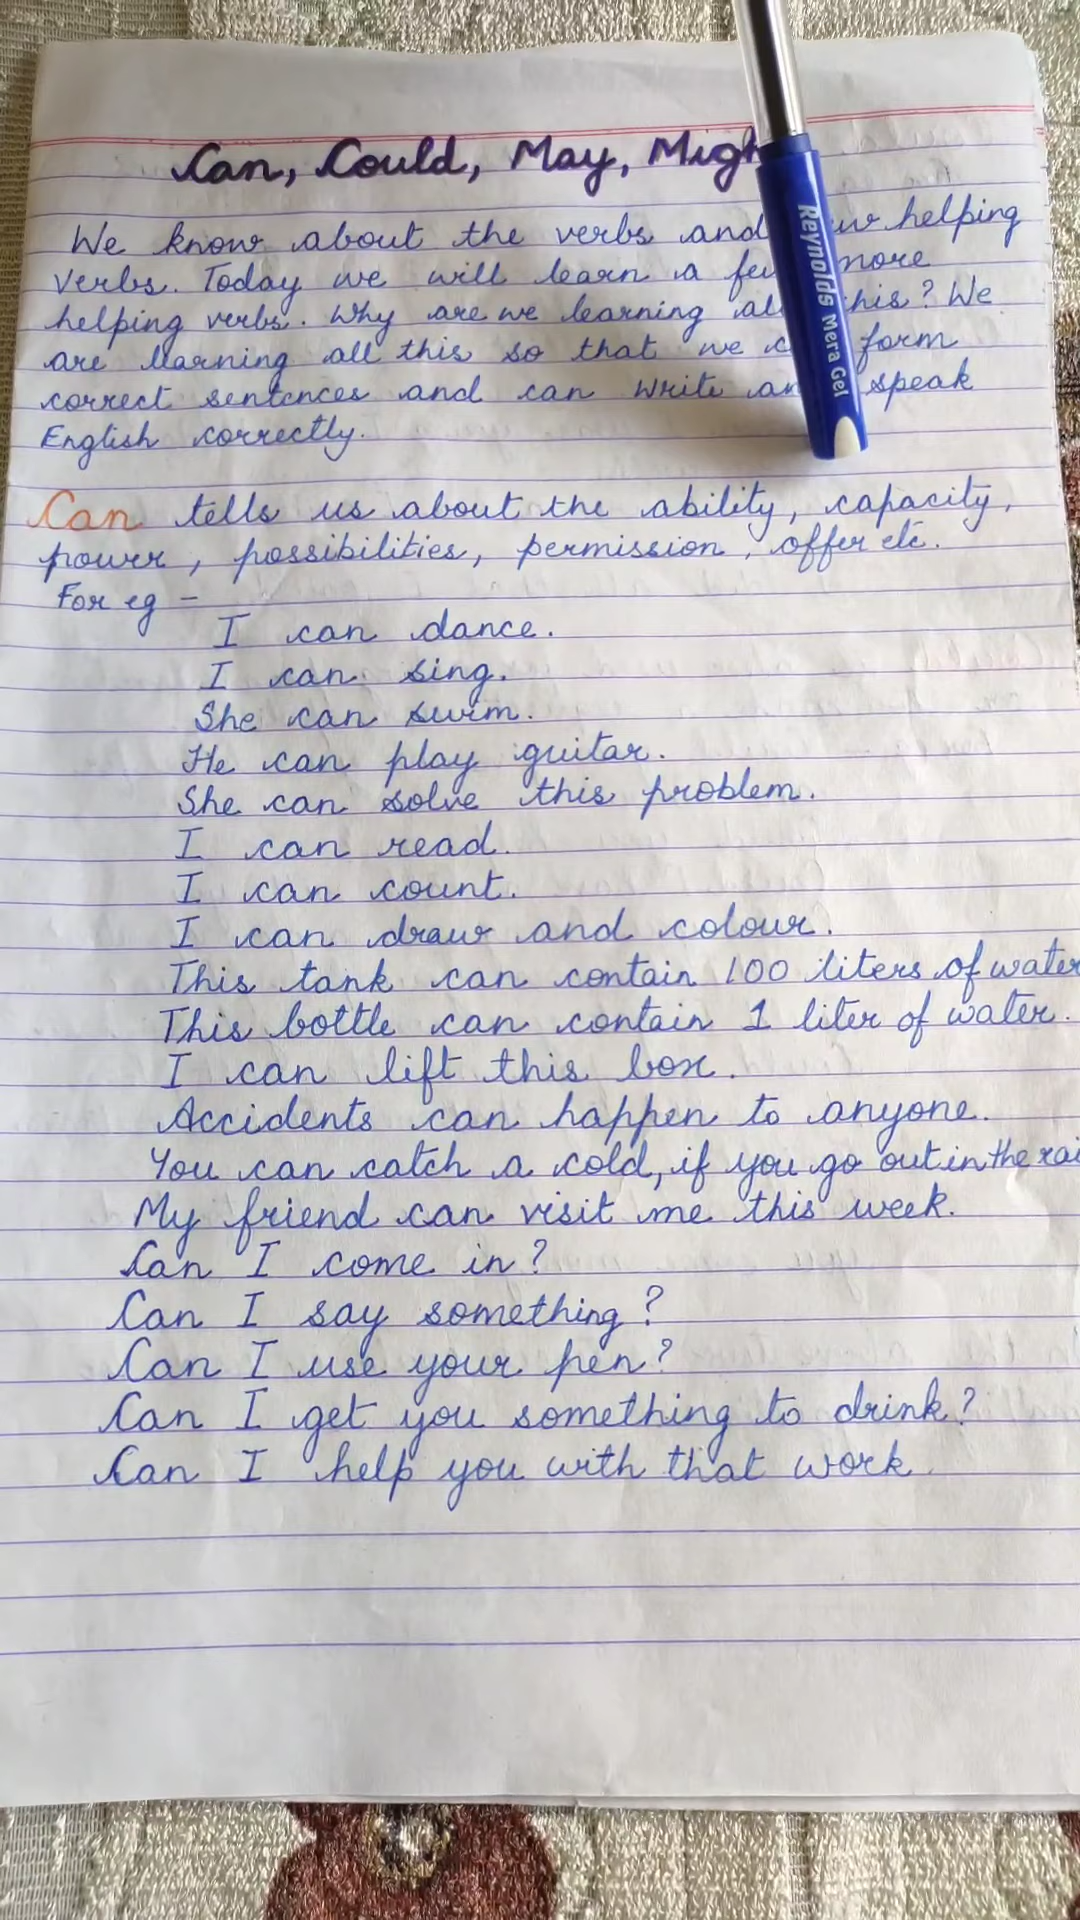 Can, Could, May, Migh
We know about the verbs and helping
verbs. Today we will learn a fe more
helping verbs. Why are we learning al his? We
are learning all this so that we c form
correct sentences and can write an speak
English correctly.
Can tells us about the ability, capacity,
power, possibilities, permission, offer etc.
For eg -
I can dance.
I can sing.
She can swim.
He can play guitar.
She can solve this problem.
I can read.
I can count.
I can draw and colour.
This tank can contain 100 liters of water
This bottle can contain 1 liter of water.
I can lift this box.
Accidents can happen to anyone.
You can catch a cold, if you go out in the rai
My friend can visit me this week.
Can I come in?
Can I say something?
Can I use your pen?
Can I get you something to drink?
Can I help you with that work
Reynolds Mera Gel